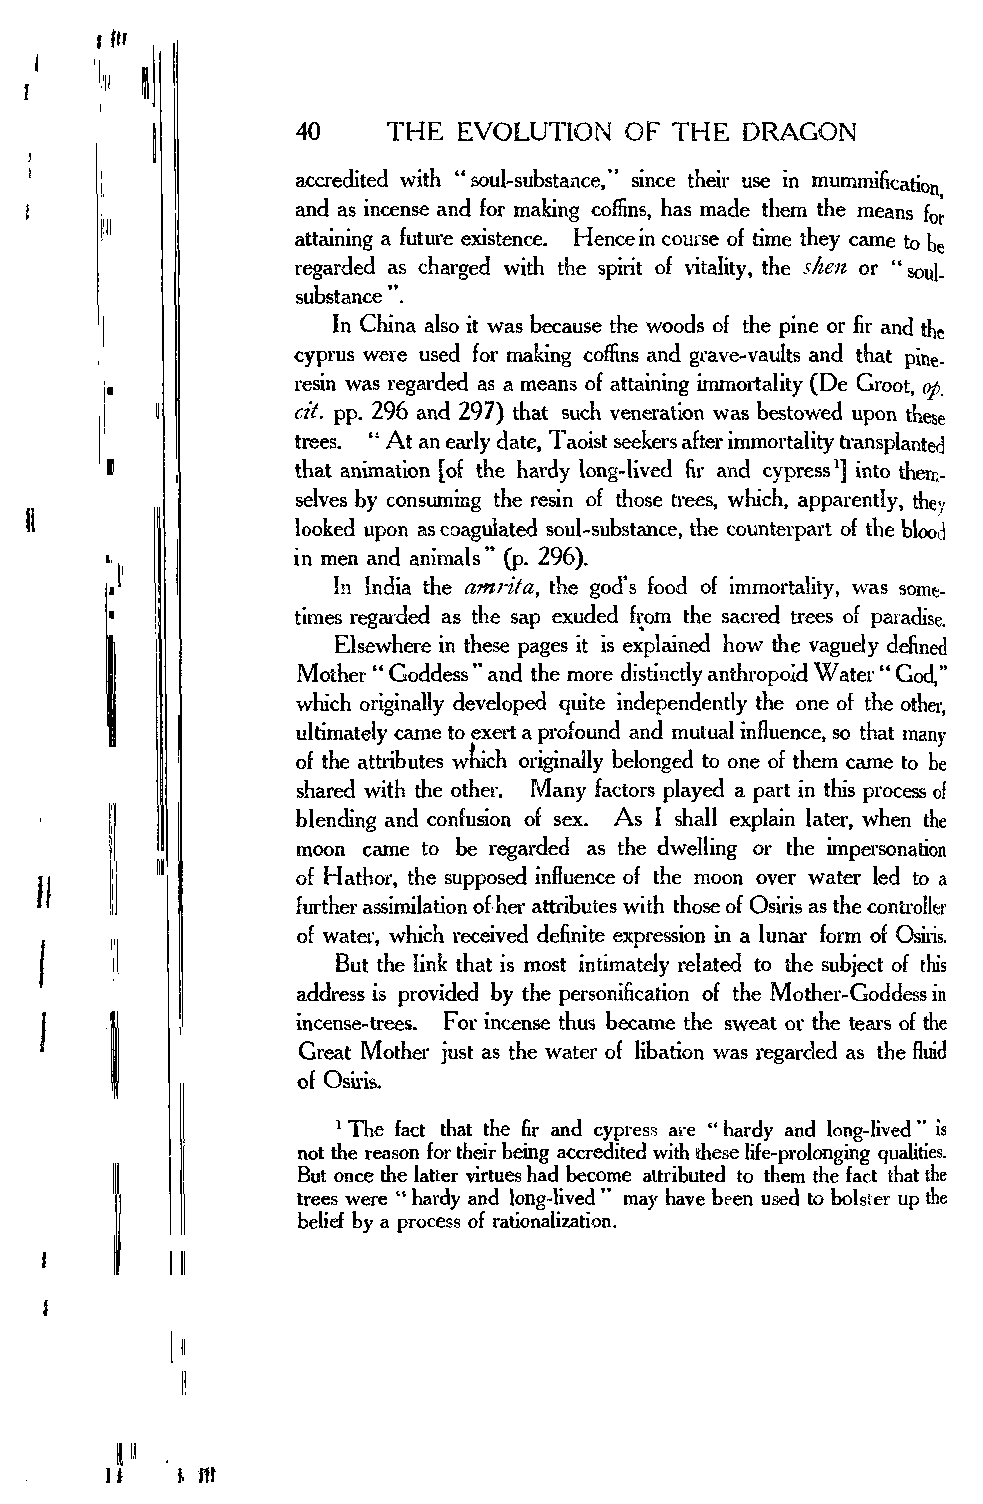 40 THE EVOLUTION OF THE DRAGON
accredited with "soul-substance," since their use in mummification,
and as incense and for making coffins, has made them the means for
attaining a future existence. Hence in course of time they came to be
regarded as charged with the spirit of vitality, the shen or "soul-
substance".
In China also it was because the woods of the pine or fir and the
cyprus were used for making coffins and grave-vaults and that pine-
resin was regarded as a means of attaining immortality (De Groot, op.
cit. pp. 296 and 297) that such veneration was bestowed upon these
trees. "At an early date, Taoist seekers after immortality transplanted
that animation [of the hardy long-lived fir and cypress¹] into them-
selves by consuming the resin of those trees, which, apparently, they
looked upon as coagulated soul-substance, the counterpart of the blood
in men and animals" (p. 296).
In India the amrita, the god's food of immortality, was some-
times regarded as the sap exuded from the sacred trees of paradise.
Elsewhere in these pages it is explained how the vaguely defined
Mother "Goddess" and the more distinctly anthropoid Water "God,"
which originally developed quite independently the one of the other,
ultimately came to exert a profound and mutual influence, so that many
of the attributes which originally belonged to one of them came to be
shared with the other. Many factors played a part in this process of
blending and confusion of sex. As I shall explain later, when the
moon came to be regarded as the dwelling or the impersonation
of Hathor, the supposed influence of the moon over water led to a
further assimilation of her attributes with those of Osiris as the controller
of water, which received definite expression in a lunar form of Osiris.
But the link that is most intimately related to the subject of this
address is provided by the personification of the Mother-Goddess in
incense-trees. For incense thus became the sweat or the tears of the
Great Mother just as the water of libation was regarded as the fluid
of Osiris.
¹ The fact that the fir and cypress are "hardy and long-lived" is
not the reason for their being accredited with these life-prolonging qualities.
But once the latter virtues had become attributed to them the fact that the
trees were "hardy and long-lived" may have been used to bolster up the
belief by a process of rationalization.